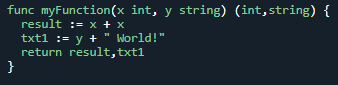 func myFunction(x int, y string) (int,string) {
  result := x + x
  txt1 := y + " World!"
  return result,txt1
}